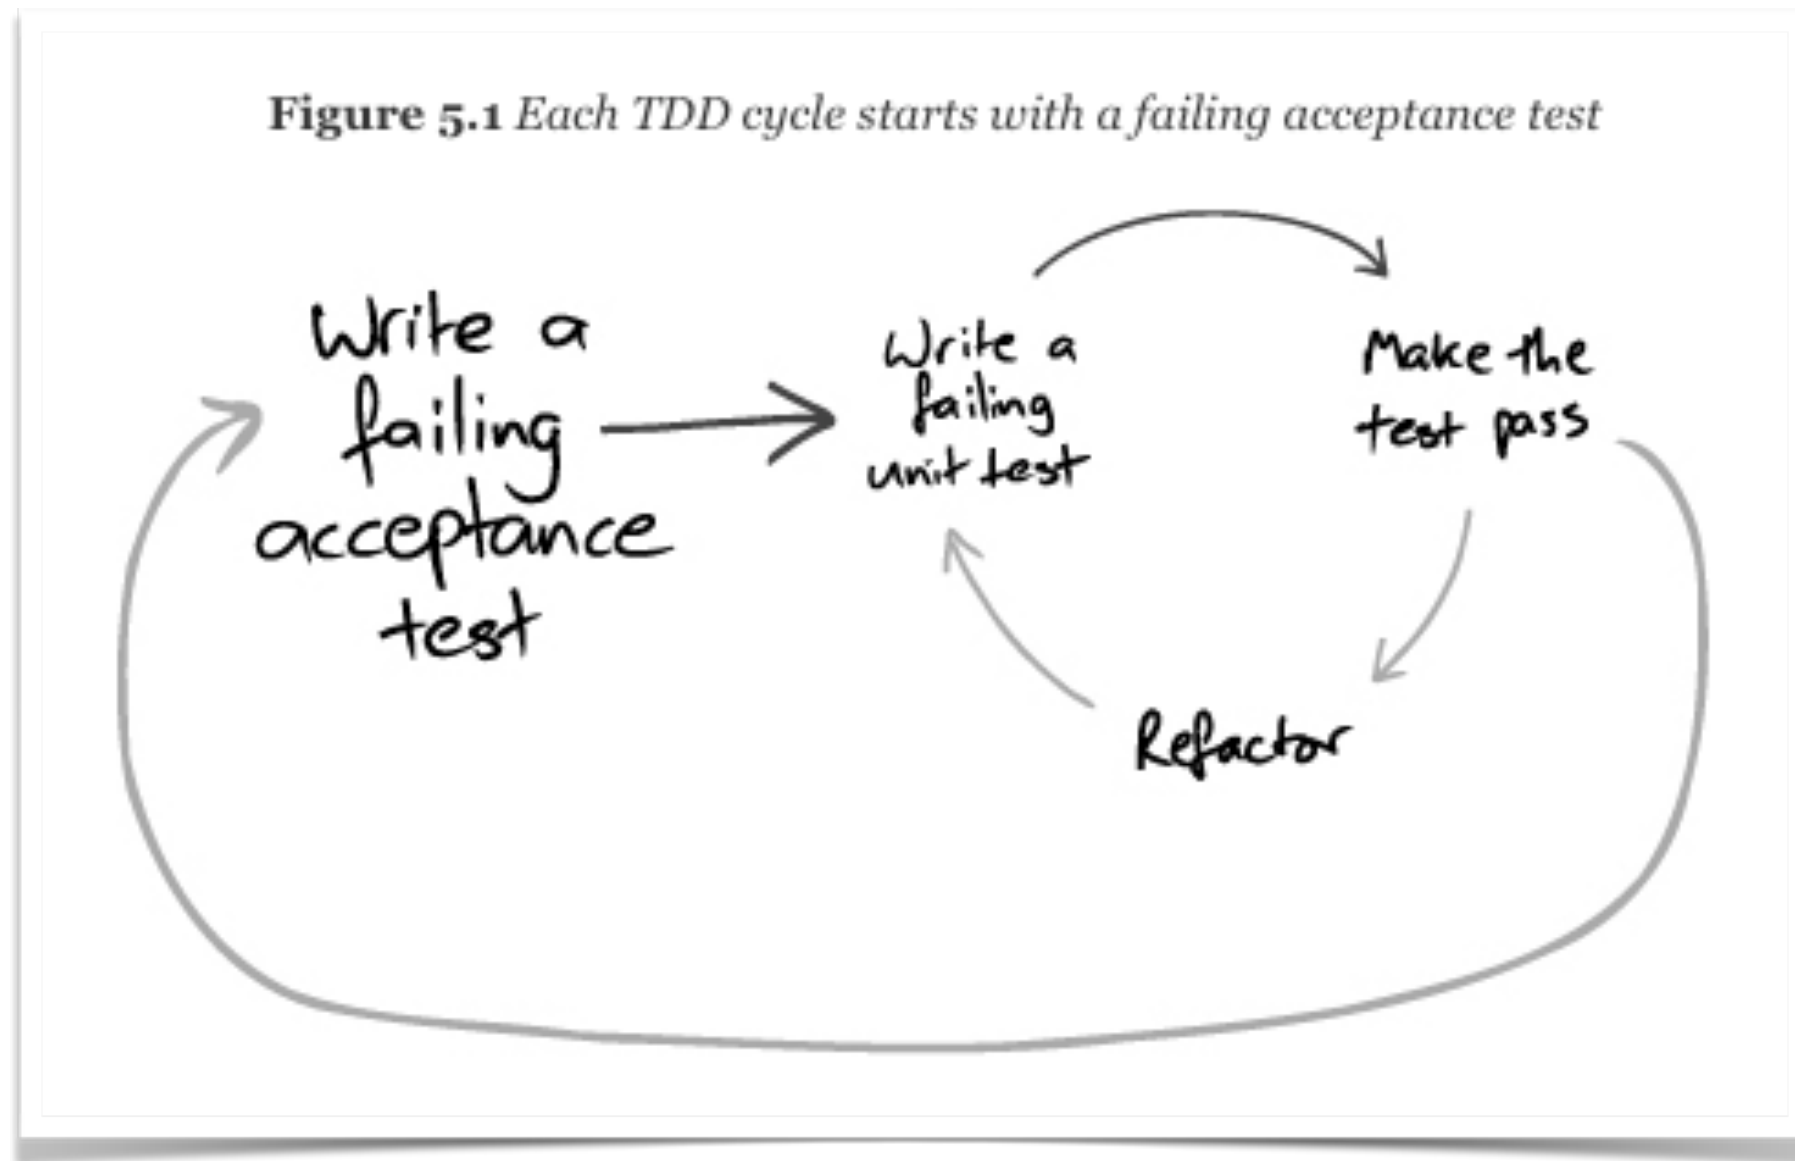 Figure 5.1 Each TDD cycle starts with a failing acceptance test
Write a
failing
acceptance
test
Write a
failing
unit test
Make the
test pass
Refactor